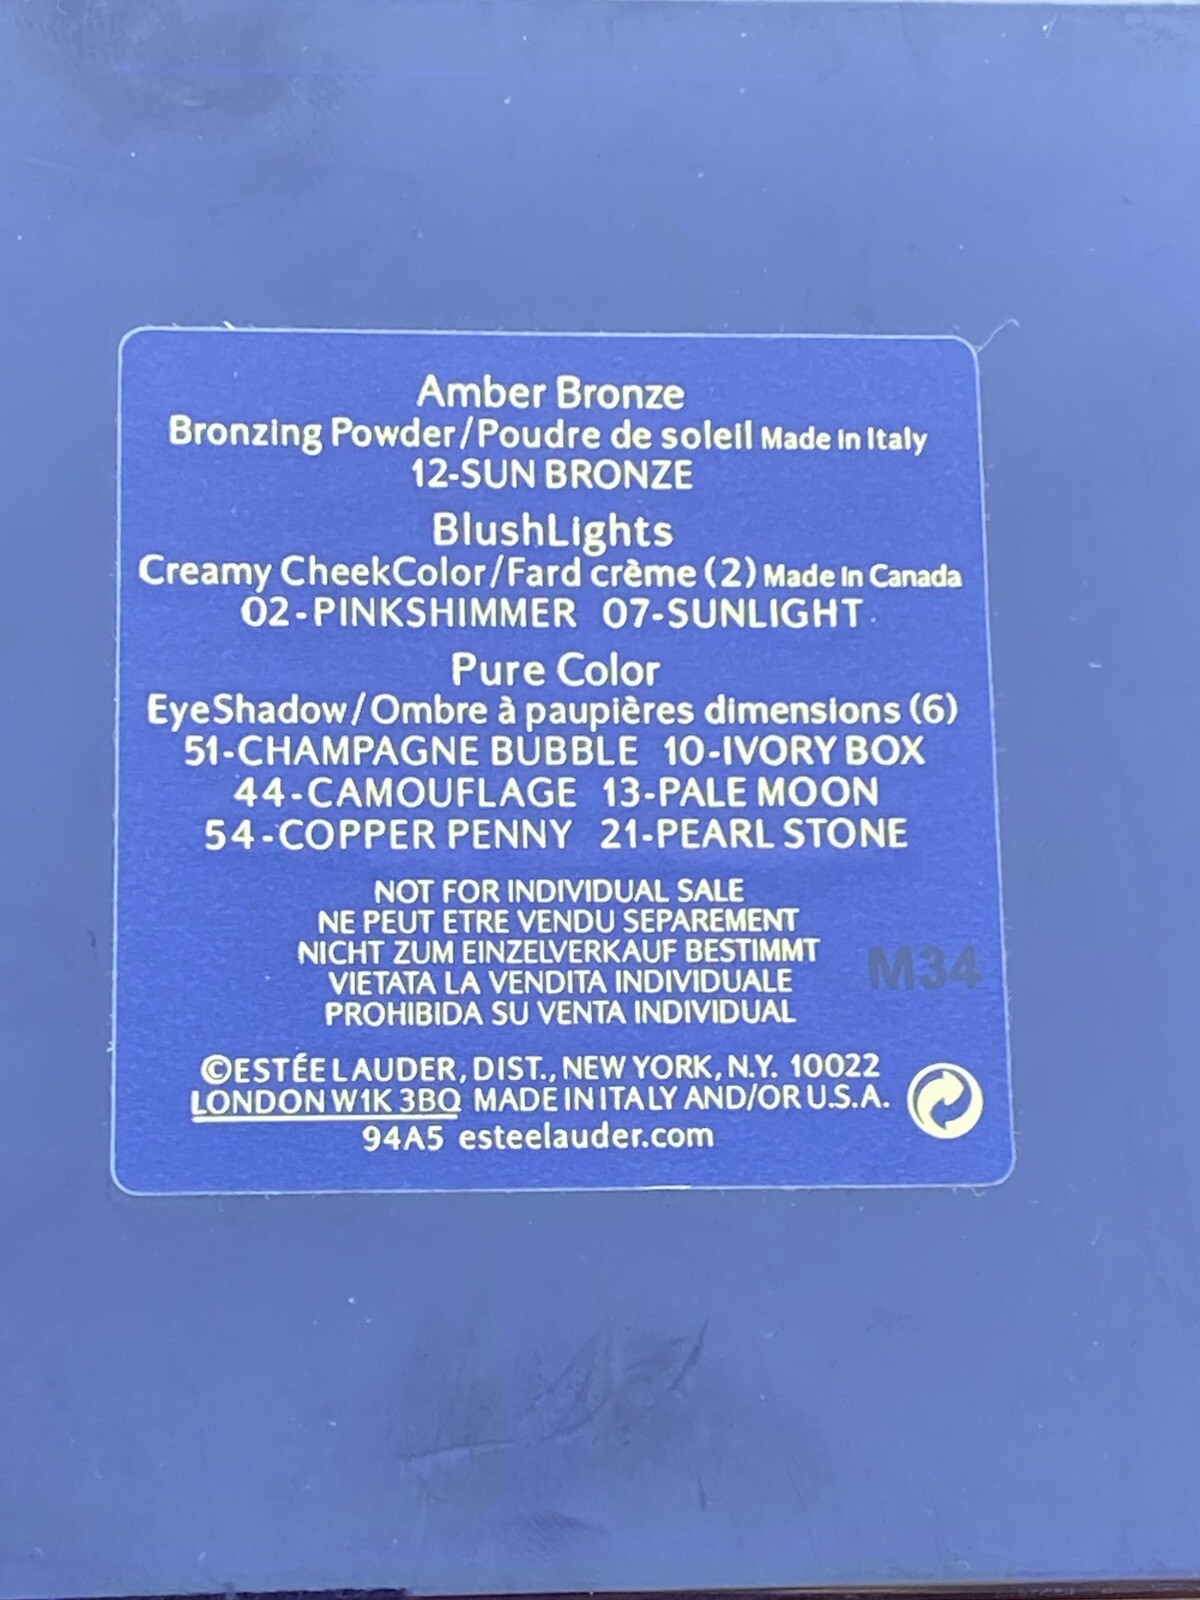 Amber Bronze
Bronzing Powder/Poudre de soleil Made in Italy
12-SUN BRONZE
BlushLights
Creamy CheekColor/Fard crème (2) Made In Canada
02-PINKSHIMMER 07-SUNLIGHT
Pure Color
EyeShadow/Ombre à paupières dimensions (6)
51-CHAMPAGNE BUBBLE 10-IVORY BOX
44-CAMOUFLAGE 13-PALE MOON
54-COPPER PENNY 21-PEARL STONE
NOT FOR INDIVIDUAL SALE
NE PEUT ETRE VENDU SEPAREMENT
NICHT ZUM EINZELVERKAUF BESTIMMT
VIETATA LA VENDITA INDIVIDUALE
PROHIBIDA SU VENTA INDIVIDUAL
M34
©ESTÉE LAUDER, DIST., NEW YORK, N.Y. 10022
LONDON W1K 3BQ MADE IN ITALY AND/OR U.S.A.
94A5 esteelauder.com